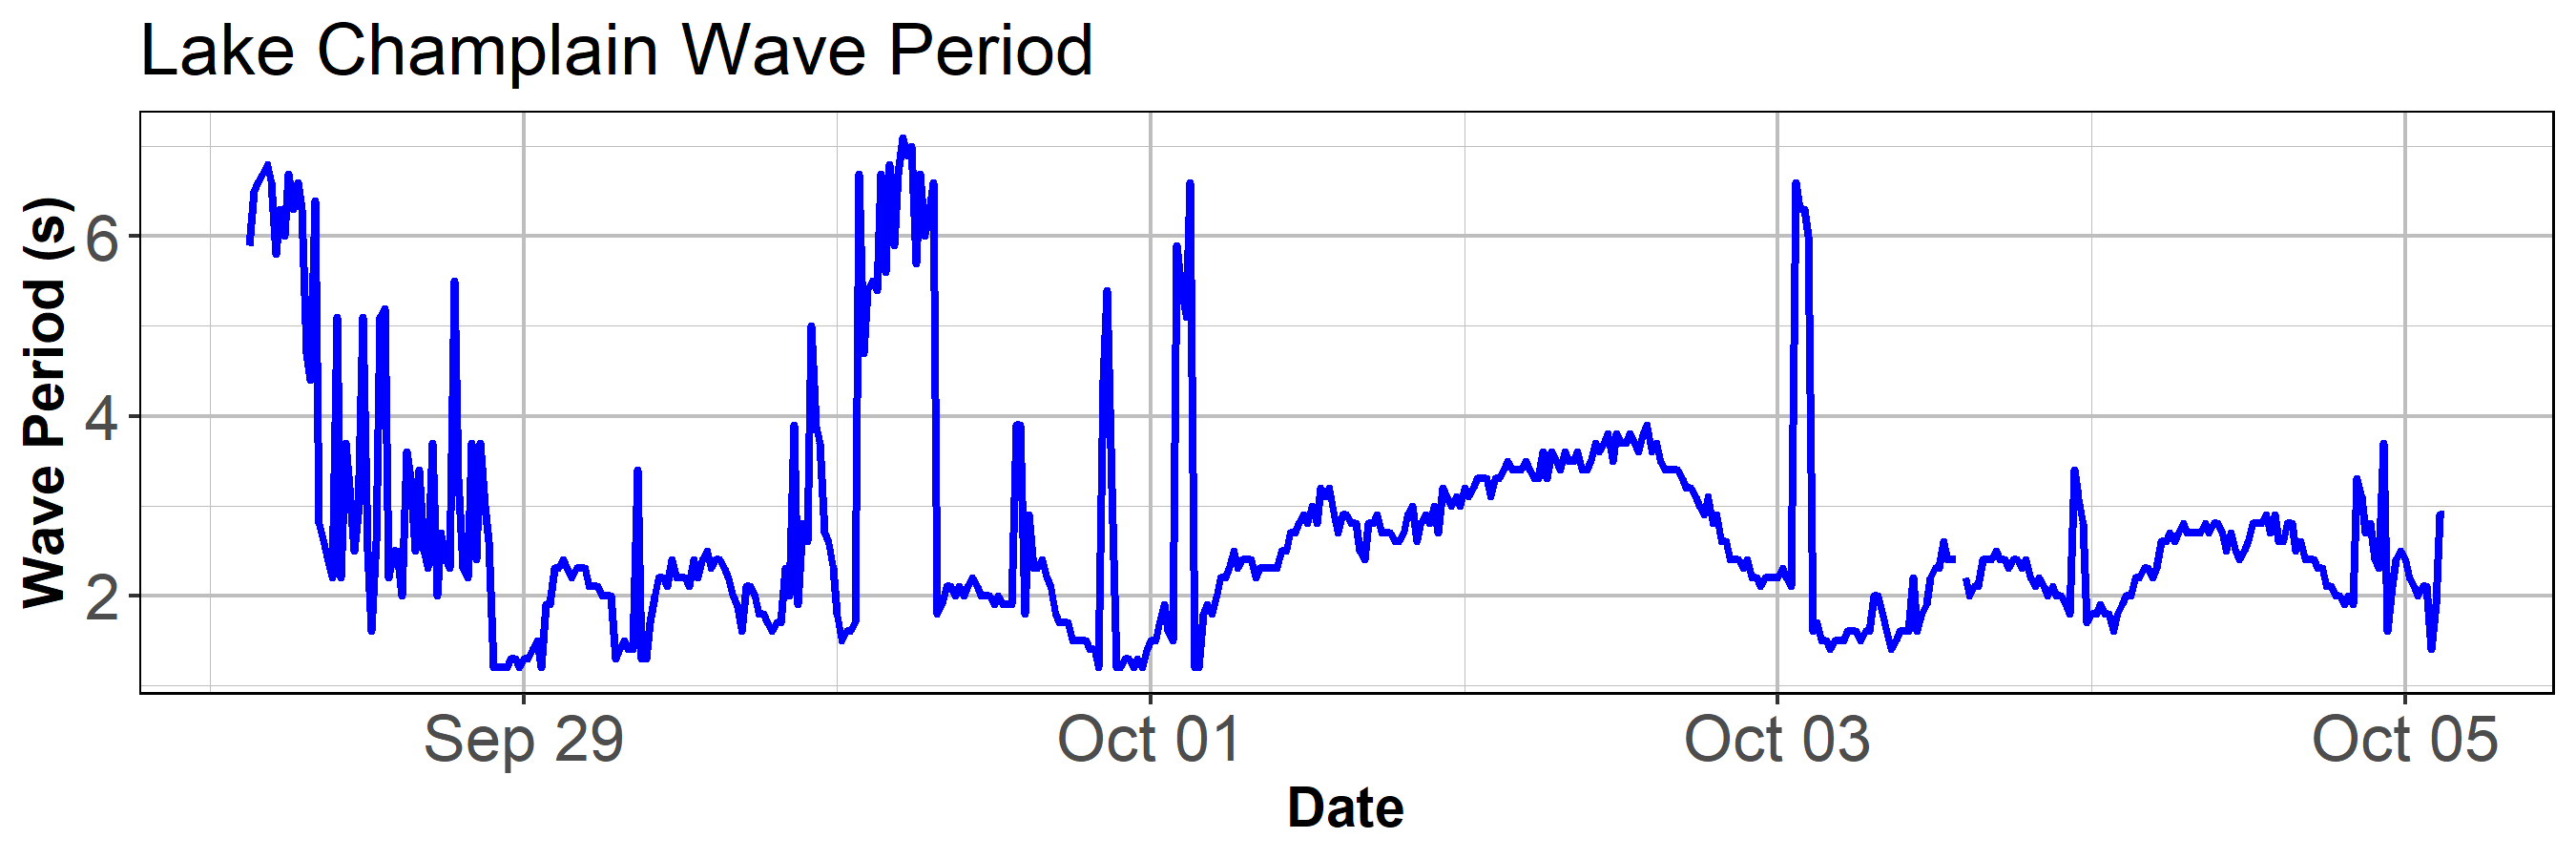 Lake Champlain Wave Period
Wave Period (s)
6
4
2
Sep 29
Oct 01
Oct 03
Oct 05
Date